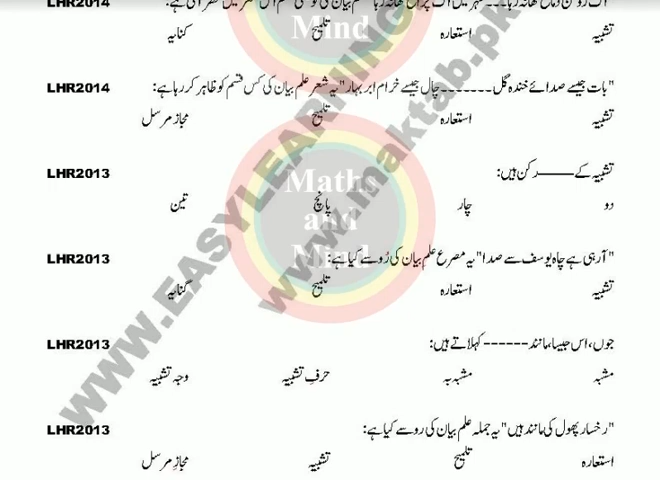 LHR2014
تشبیہ استعارہ تلمیح کنایہ
"بات جیسے صدائے خندہ گل-------چال جیسے خرام ابر بہار" یہ شعر علم بیان کی کس قسم کو ظاہر کر رہا ہے: LHR2014
تشبیہ استعارہ تلمیح مجاز مرسل
تشبیہ کے ——— رکن ہیں: LHR2013
دو چار پانچ تین
"آ رہی ہے چاہ یوسف سے صدا" یہ مصرع علم بیان کی رُو سے کیا ہے: LHR2013
تشبیہ استعارہ تلمیح کنایہ
جوں، اس جیسا، مانند ------ کہلاتے ہیں: LHR2013
مشبہ مشبہ بہ حرفِ تشبیہ وجہ تشبیہ
"رخسار پھول کی مانند ہیں" یہ جملہ علم بیان کی رو سے کیا ہے: LHR2013
استعارہ تلمیح تشبیہ مجازِ مرسل
Mind
Maths
and
Mind
www.EASYLEARNING
www.maktab.pk